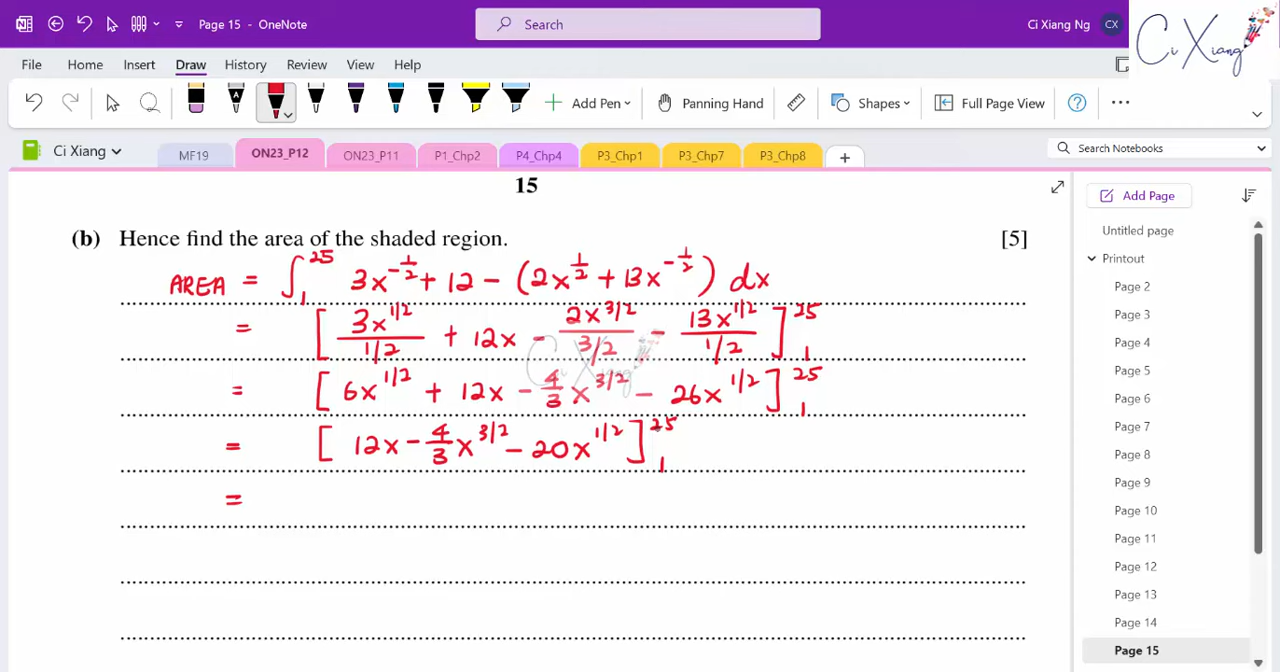 Page 15 - OneNote
Search
Ci Xiang Ng
CX
Ci Xiang
File Home Insert Draw History Review View Help
Add Pen Panning Hand Shapes Full Page View
Ci Xiang MF19 ON23_P12 ON23_P11 P1_Chp2 P4_Chp4 P3_Chp1 P3_Chp7 P3_Chp8 Search Notebooks
15
(b) Hence find the area of the shaded region. [5]
AREA = ∫₁²⁵ 3x^(-1/2) + 12 − (2x^(1/2) + 13x^(-1/2)) dx
= [ 3x^(1/2)/(1/2) + 12x − 2x^(3/2)/(3/2) − 13x^(1/2)/(1/2) ]₁²⁵
Ci Xiang
= [ 6x^(1/2) + 12x − 4/3 x^(3/2) − 26x^(1/2) ]₁²⁵
= [ 12x − 4/3 x^(3/2) − 20x^(1/2) ]₁²⁵
=
Add Page
Untitled page
Printout
Page 2
Page 3
Page 4
Page 5
Page 6
Page 7
Page 8
Page 9
Page 10
Page 11
Page 12
Page 13
Page 14
Page 15